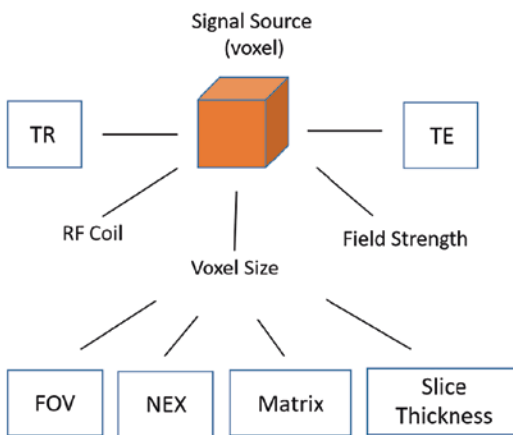 Signal Source
(voxel)
TR
TE
RF Coil
Field Strength
Voxel Size
FOV
NEX
Matrix
Slice
Thickness